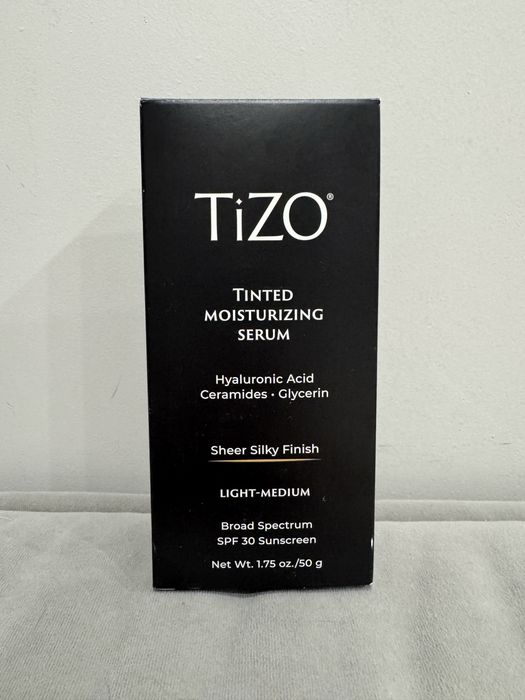 TiZO®
TINTED
MOISTURIZING
SERUM
Hyaluronic Acid
Ceramides • Glycerin
Sheer Silky Finish
LIGHT-MEDIUM
Broad Spectrum
SPF 30 Sunscreen
Net Wt. 1.75 oz./50 g